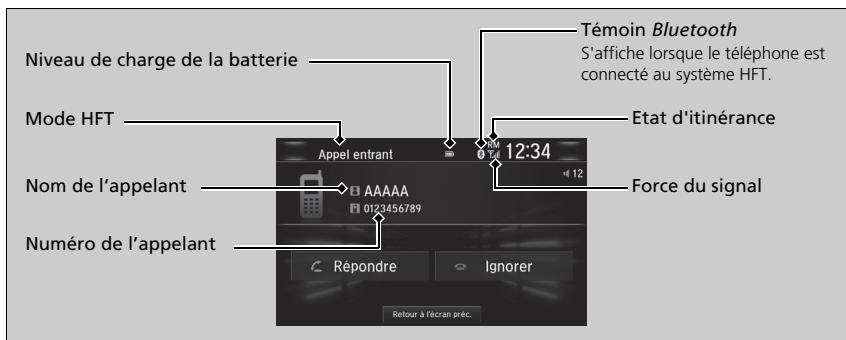 Témoin Bluetooth
S'affiche lorsque le téléphone est
connecté au système HFT.
Niveau de charge de la batterie
Mode HFT
Etat d'itinérance
Nom de l'appelant
Force du signal
Numéro de l'appelant
Appel entrant
RM
12:34
12
AAAAA
0123456789
Répondre
Ignorer
Retour à l'écran préc.